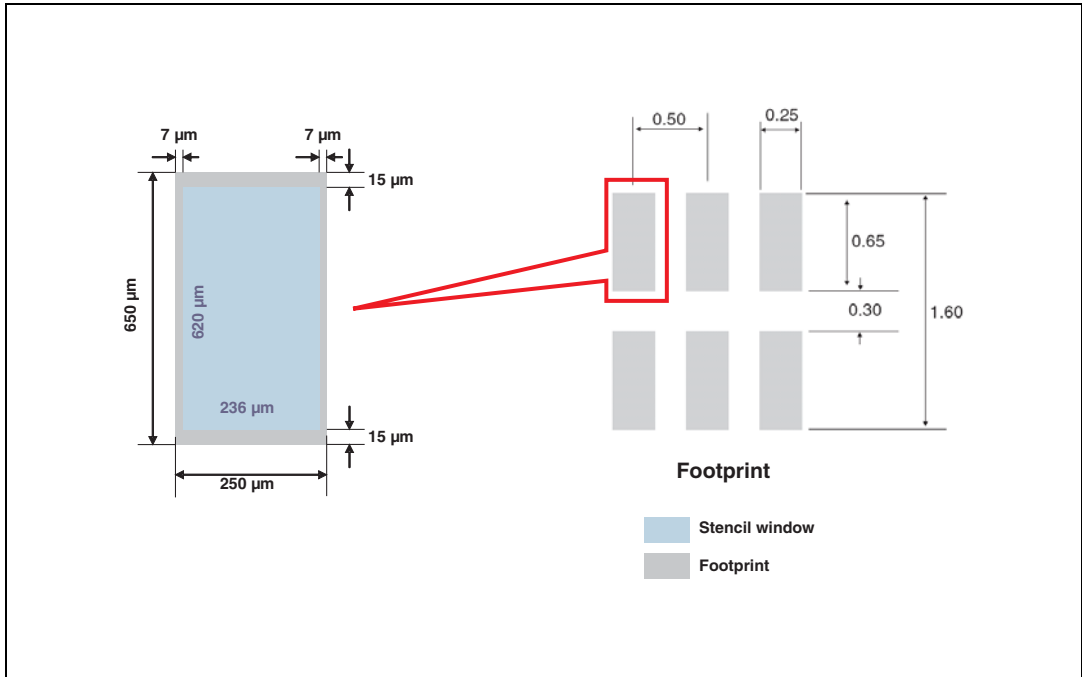 7 µm
7 µm
15 µm
650 µm
620 µm
236 µm
15 µm
250 µm
0.50
0.25
0.65
0.30
1.60
Footprint
Stencil window
Footprint